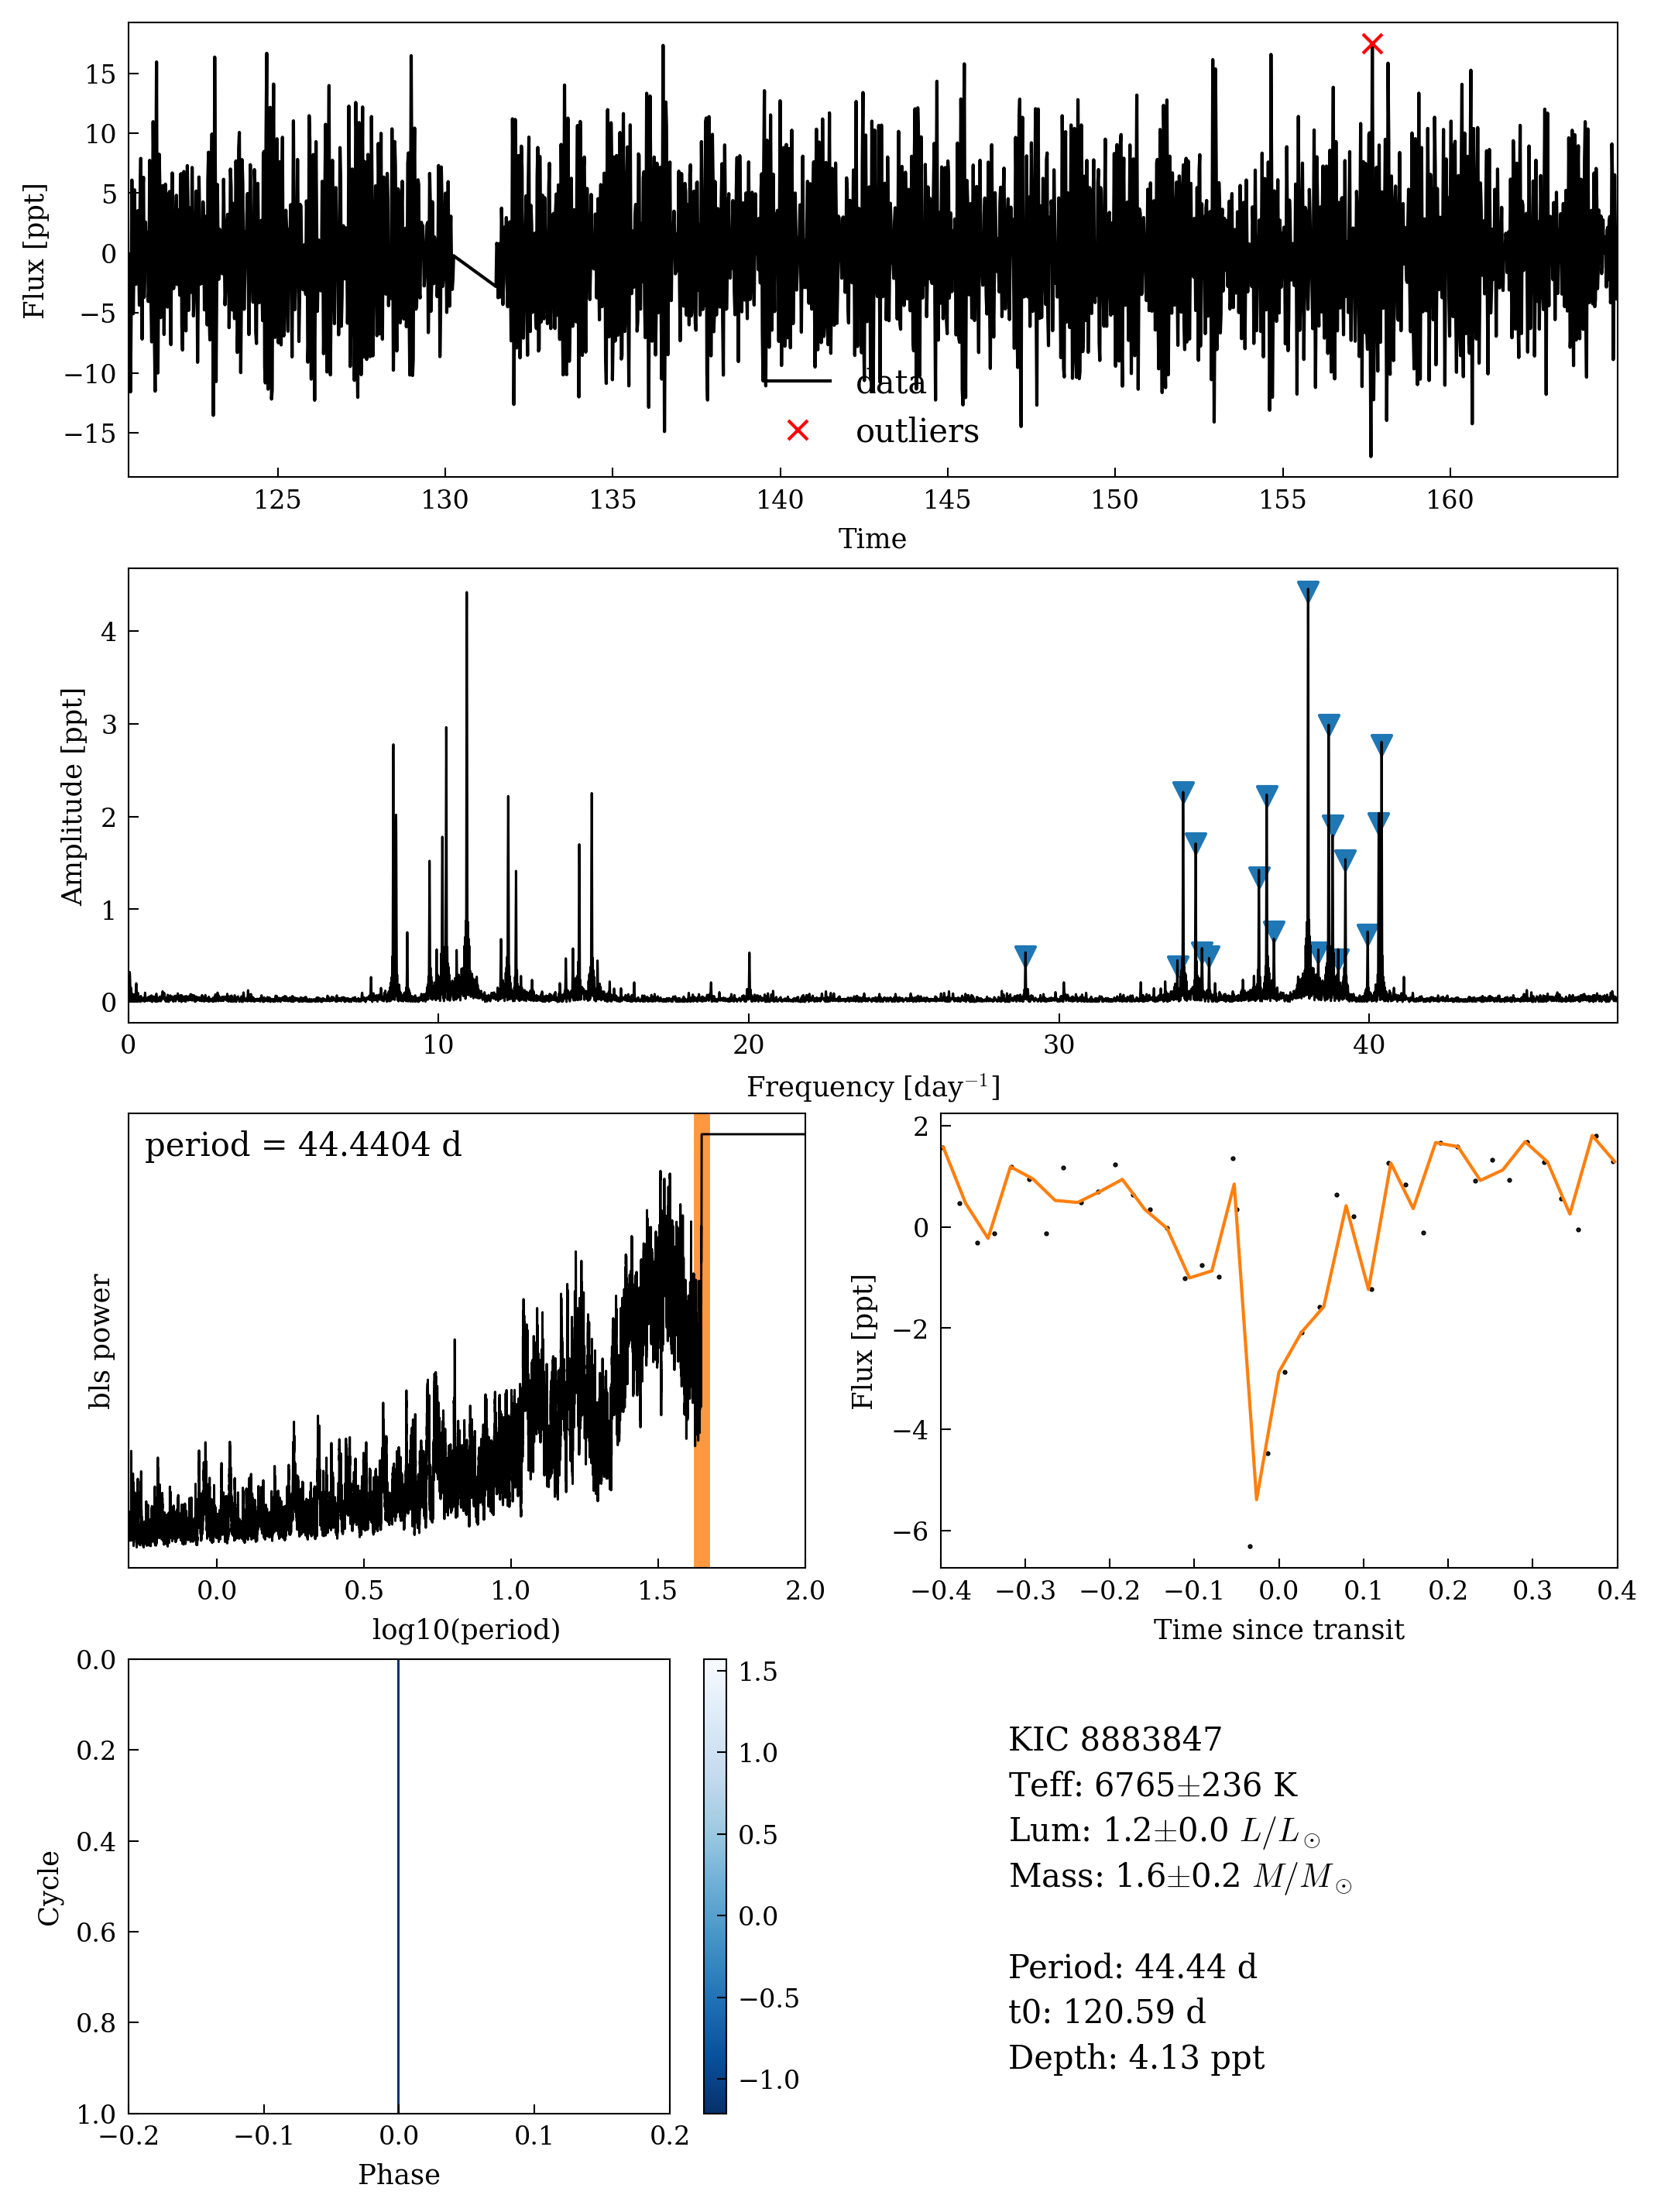 15
10
5
0
−5
−10
−15
Flux [ppt]
data
outliers
125 130 135 140 145 150 155 160
Time
4
3
2
1
0
Amplitude [ppt]
0 10 20 30 40
Frequency [day⁻¹]
period = 44.4404 d
bls power
0.0 0.5 1.0 1.5 2.0
log10(period)
2
0
−2
−4
−6
Flux [ppt]
−0.4 −0.3 −0.2 −0.1 0.0 0.1 0.2 0.3 0.4
Time since transit
0.0
0.2
0.4
0.6
0.8
1.0
Cycle
−0.2 −0.1 0.0 0.1 0.2
Phase
1.5
1.0
0.5
0.0
−0.5
−1.0
KIC 8883847
Teff: 6765±236 K
Lum: 1.2±0.0 L/L☉
Mass: 1.6±0.2 M/M☉
Period: 44.44 d
t0: 120.59 d
Depth: 4.13 ppt